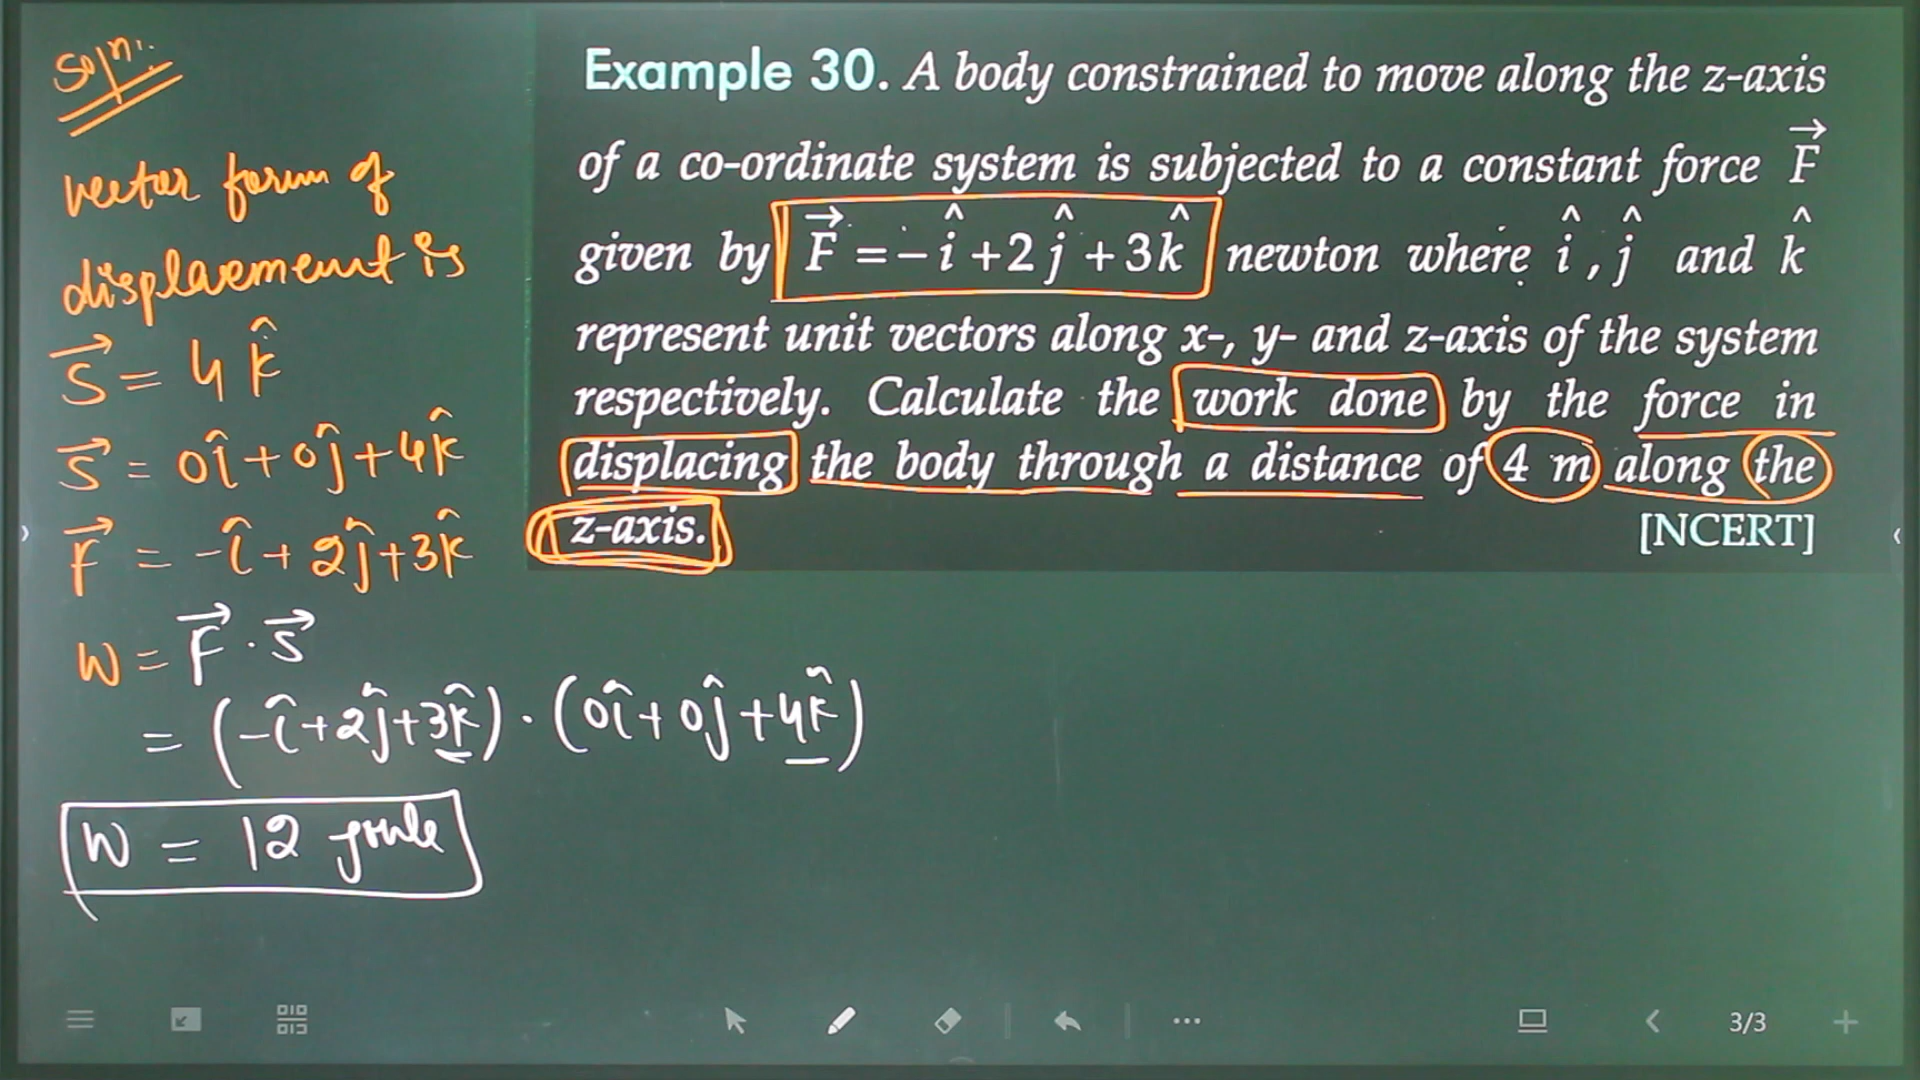 Soln:
vector form of
displacement is
S⃗ = 4 k̂
S⃗ = 0î + 0ĵ + 4k̂
F⃗ = -î + 2ĵ + 3k̂
W = F⃗ . S⃗
= (-î + 2ĵ + 3k̂) . (0î + 0ĵ + 4k̂)
W = 12 joule
Example 30. A body constrained to move along the z-axis
of a co-ordinate system is subjected to a constant force F⃗
given by F⃗ = - î + 2 ĵ + 3 k̂ newton where î , ĵ and k̂
represent unit vectors along x-, y- and z-axis of the system
respectively. Calculate the work done by the force in
displacing the body through a distance of 4 m along the
z-axis. [NCERT]
3/3